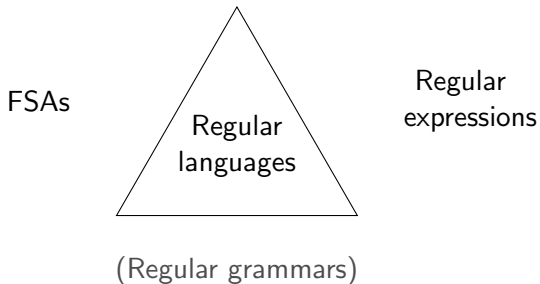 FSAs
Regular
expressions
Regular
languages
(Regular grammars)